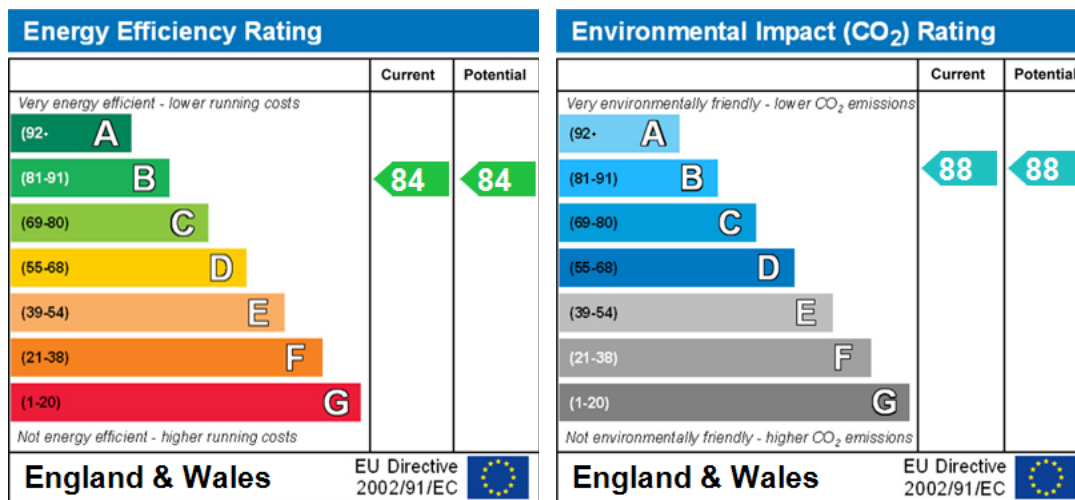 Energy Efficiency Rating
Current Potential
Very energy efficient - lower running costs
(92- A
(81-91) B
84 84
(69-80) C
(55-68) D
(39-54) E
(21-38) F
(1-20) G
Not energy efficient - higher running costs
England & Wales
EU Directive
2002/91/EC
Environmental Impact (CO₂) Rating
Current Potential
Very environmentally friendly - lower CO₂ emissions
(92- A
(81-91) B
88 88
(69-80) C
(55-68) D
(39-54) E
(21-38) F
(1-20) G
Not environmentally friendly - higher CO₂ emissions
England & Wales
EU Directive
2002/91/EC